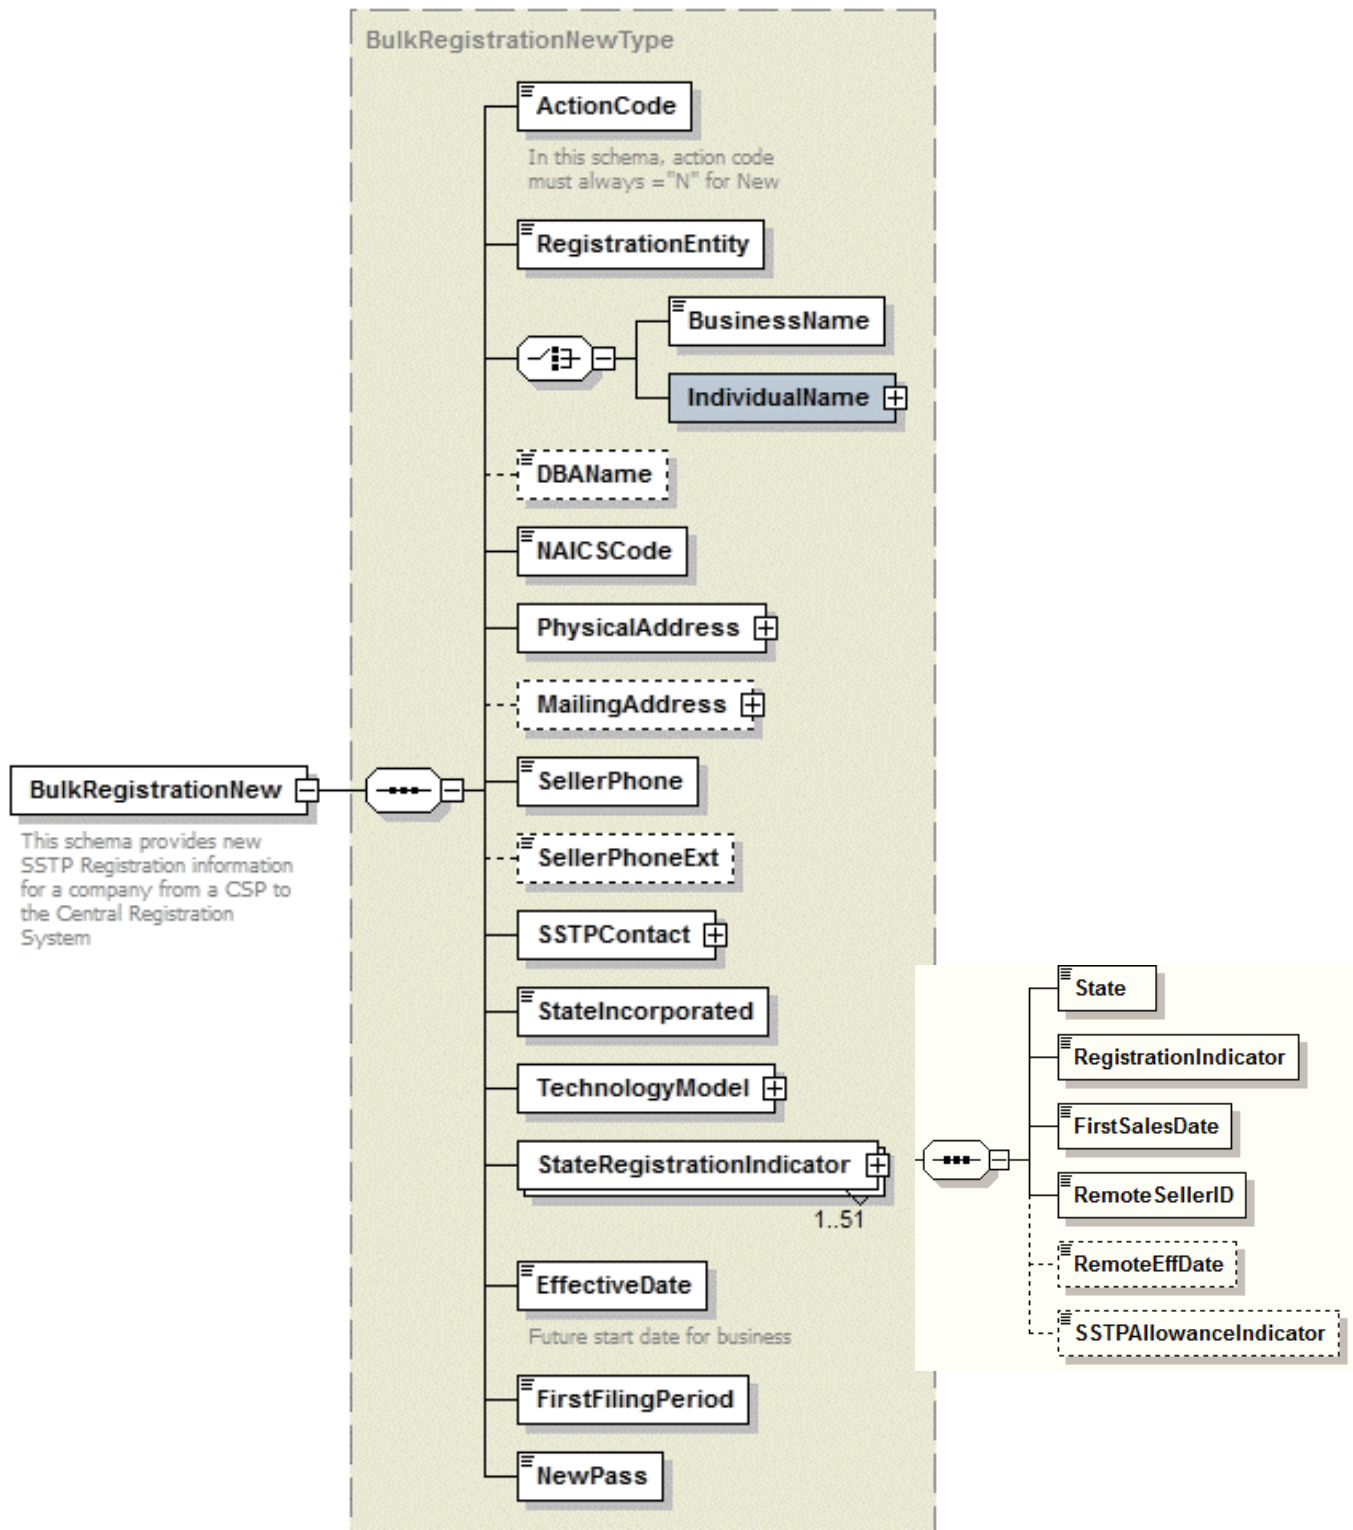 BulkRegistrationNewType
ActionCode
In this schema, action code
must always ="N" for New
RegistrationEntity
BusinessName
IndividualName
DBAName
NAICSCode
PhysicalAddress
MailingAddress
BulkRegistrationNew
This schema provides new
SSTP Registration information
for a company from a CSP to
the Central Registration
System
SellerPhone
SellerPhoneExt
SSTPContact
StateIncorporated
TechnologyModel
StateRegistrationIndicator
1..51
State
RegistrationIndicator
FirstSalesDate
RemoteSellerID
RemoteEffDate
SSTPAllowanceIndicator
EffectiveDate
Future start date for business
FirstFilingPeriod
NewPass